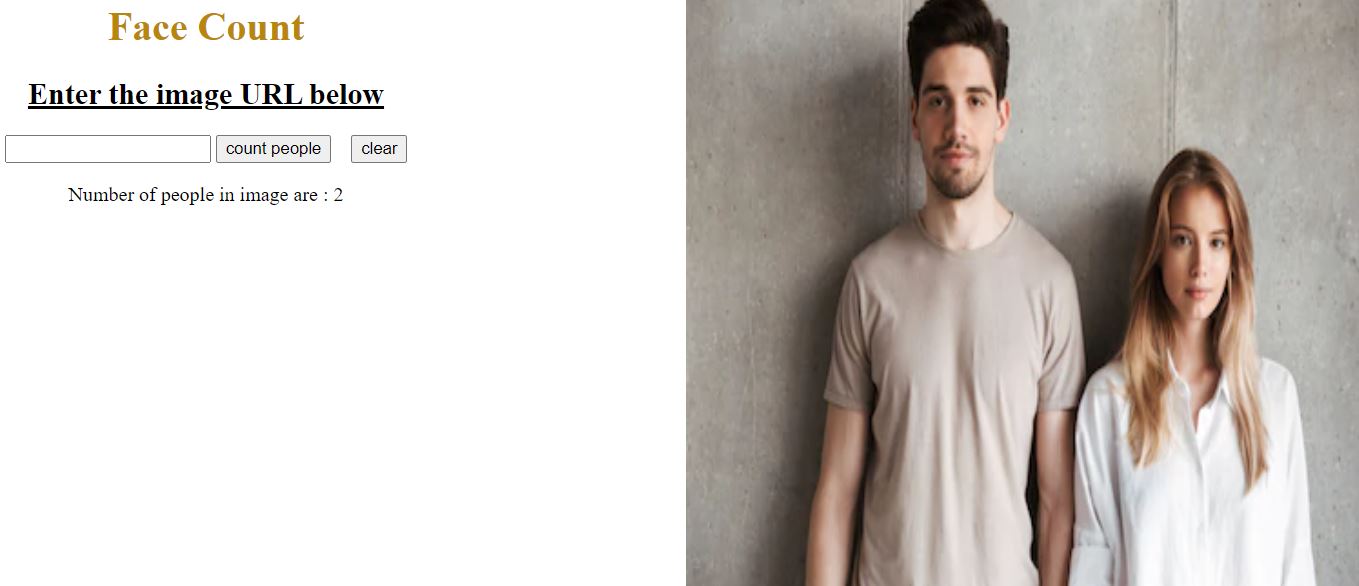 Face Count
Enter the image URL below
count people clear
Number of people in image are : 2